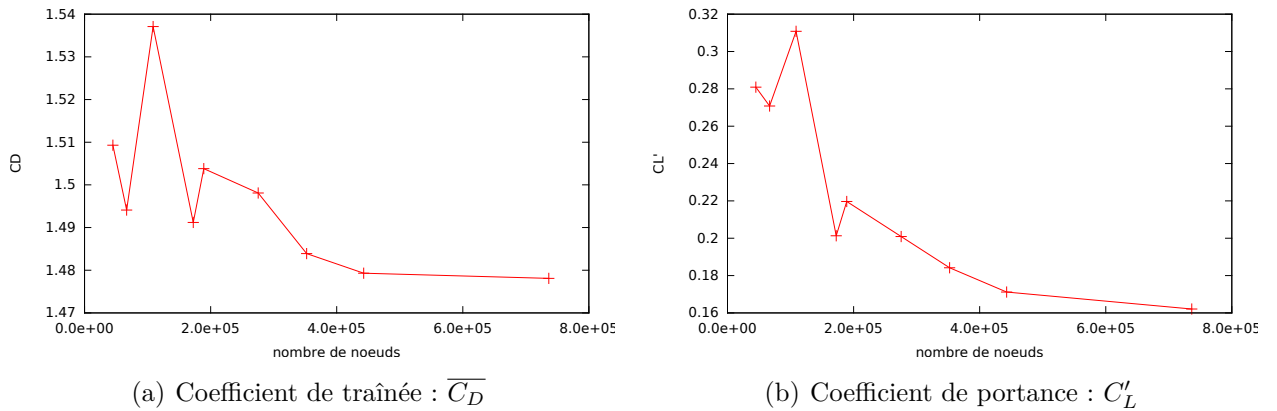 1.54
1.53
1.52
1.51
1.5
1.49
1.48
1.47
CD
0.0e+00 2.0e+05 4.0e+05 6.0e+05 8.0e+05
nombre de noeuds
(a) Coefficient de traînée : $\overline{C_D}$
0.32
0.3
0.28
0.26
0.24
0.22
0.2
0.18
0.16
CL'
0.0e+00 2.0e+05 4.0e+05 6.0e+05 8.0e+05
nombre de noeuds
(b) Coefficient de portance : $C_L'$